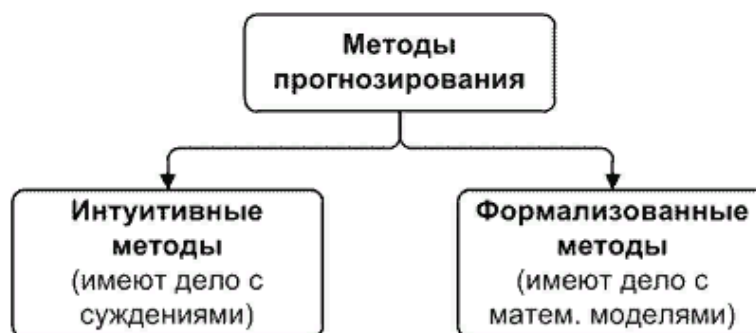 Методы
прогнозирования
Интуитивные
методы
(имеют дело с
суждениями)
Формализованные
методы
(имеют дело с
матем. моделями)